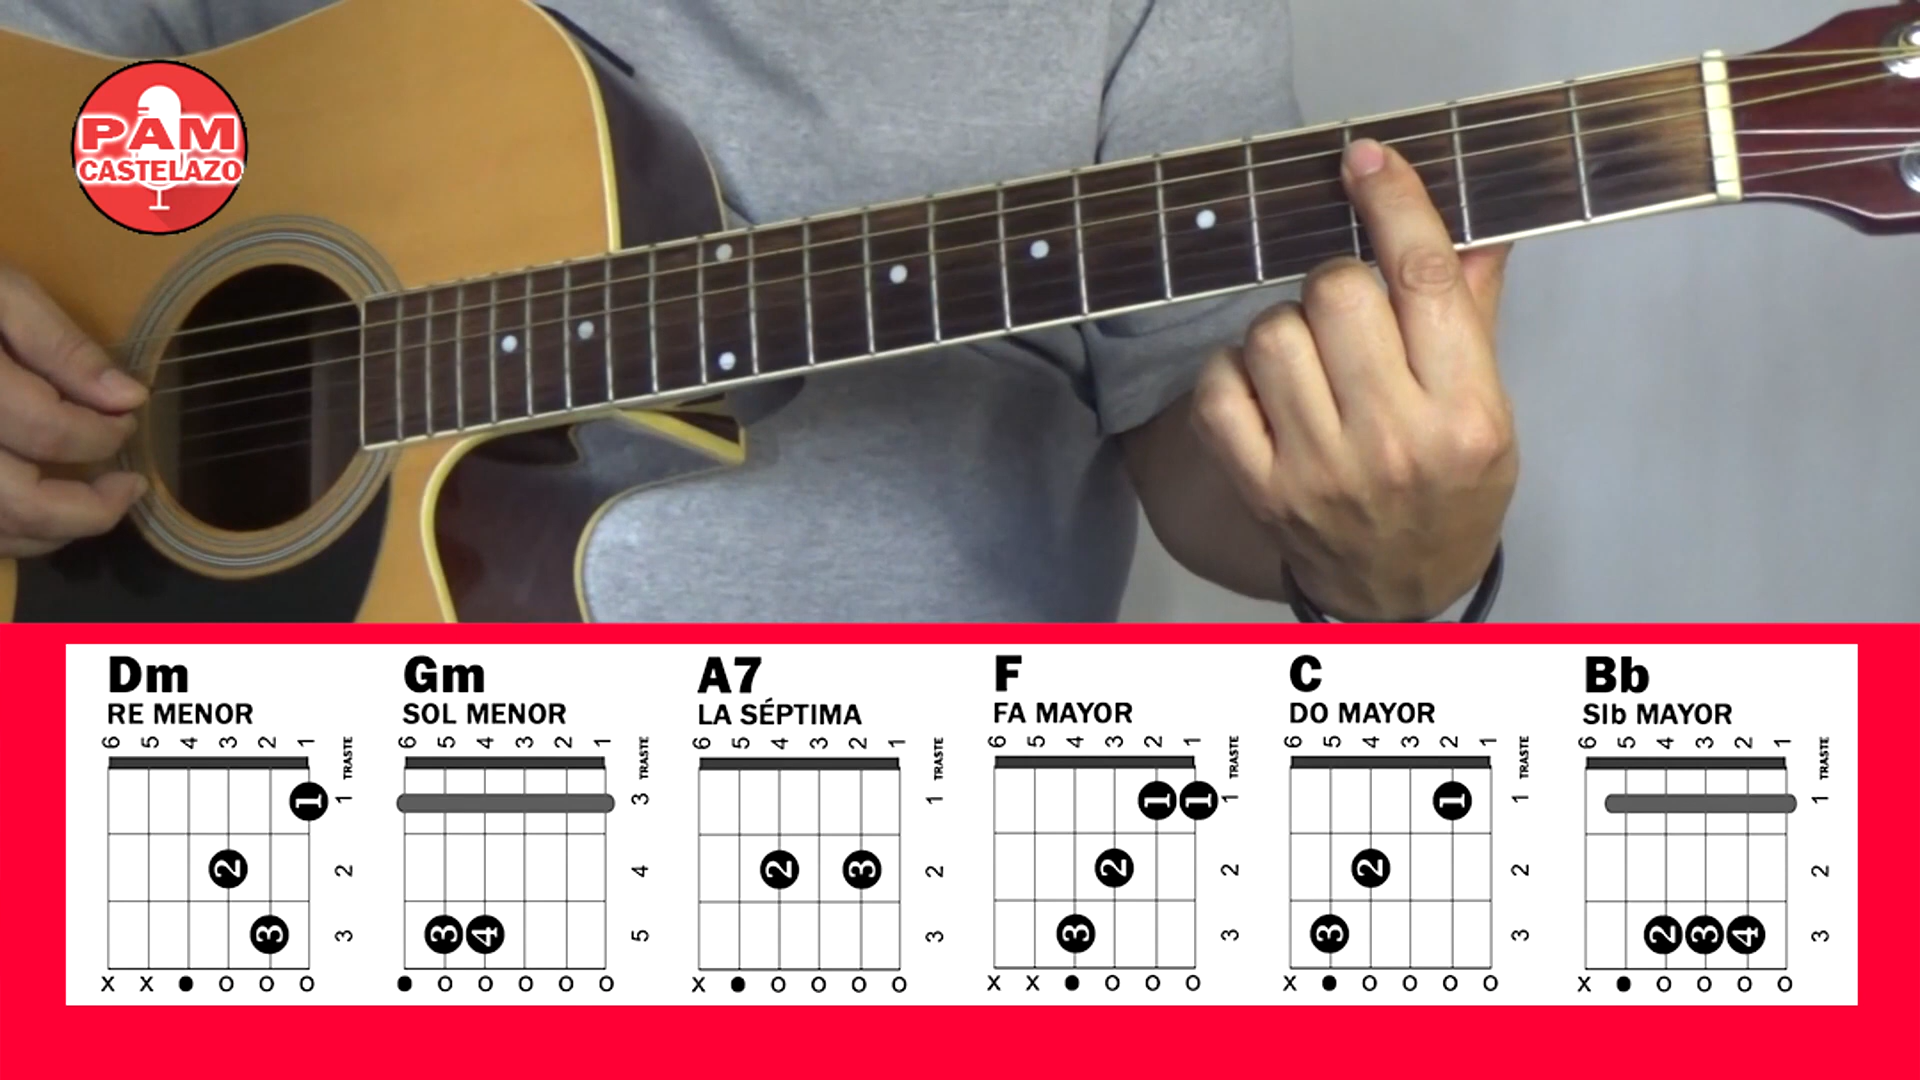 PAM
CASTELAZO
Dm
RE MENOR
6 5 4 3 2 1
TRASTE
1
1
2
2
3
3
X X ● O O O
Gm
SOL MENOR
6 5 4 3 2 1
TRASTE
3
4
3 4
5
● O O O O O
A7
LA SÉPTIMA
6 5 4 3 2 1
TRASTE
1
2 3
2
3
X ● O O O O
F
FA MAYOR
6 5 4 3 2 1
TRASTE
1 1
1
2
2
3
3
X X ● O O O
C
DO MAYOR
6 5 4 3 2 1
TRASTE
1
1
2
2
3
3
X ● O O O O
Bb
SIb MAYOR
6 5 4 3 2 1
TRASTE
1
2
2 3 4
3
X ● O O O O